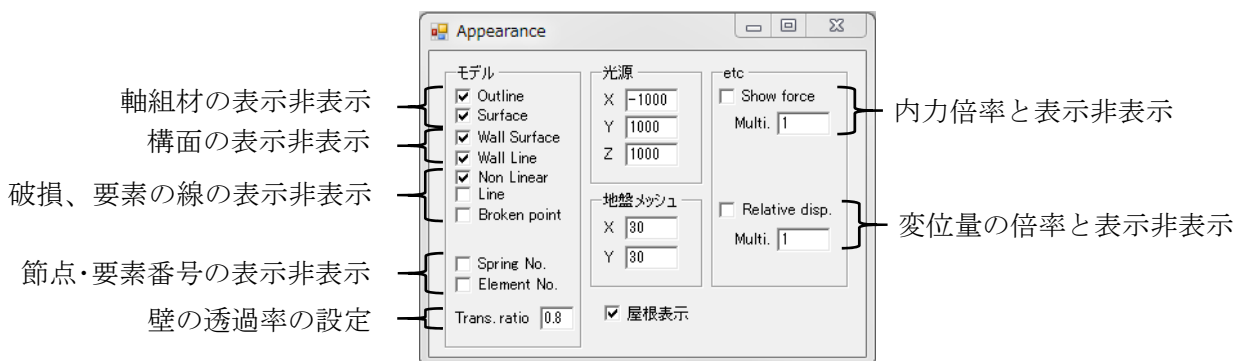 Appearance
軸組材の表示非表示
構面の表示非表示
破損、要素の線の表示非表示
節点・要素番号の表示非表示
壁の透過率の設定
モデル
Outline
Surface
Wall Surface
Wall Line
Non Linear
Line
Broken point
Spring No.
Element No.
Trans. ratio 0.8
光源
X -1000
Y 1000
Z 1000
地盤メッシュ
X 30
Y 30
屋根表示
etc
Show force
Multi. 1
Relative disp.
Multi. 1
内力倍率と表示非表示
変位量の倍率と表示非表示